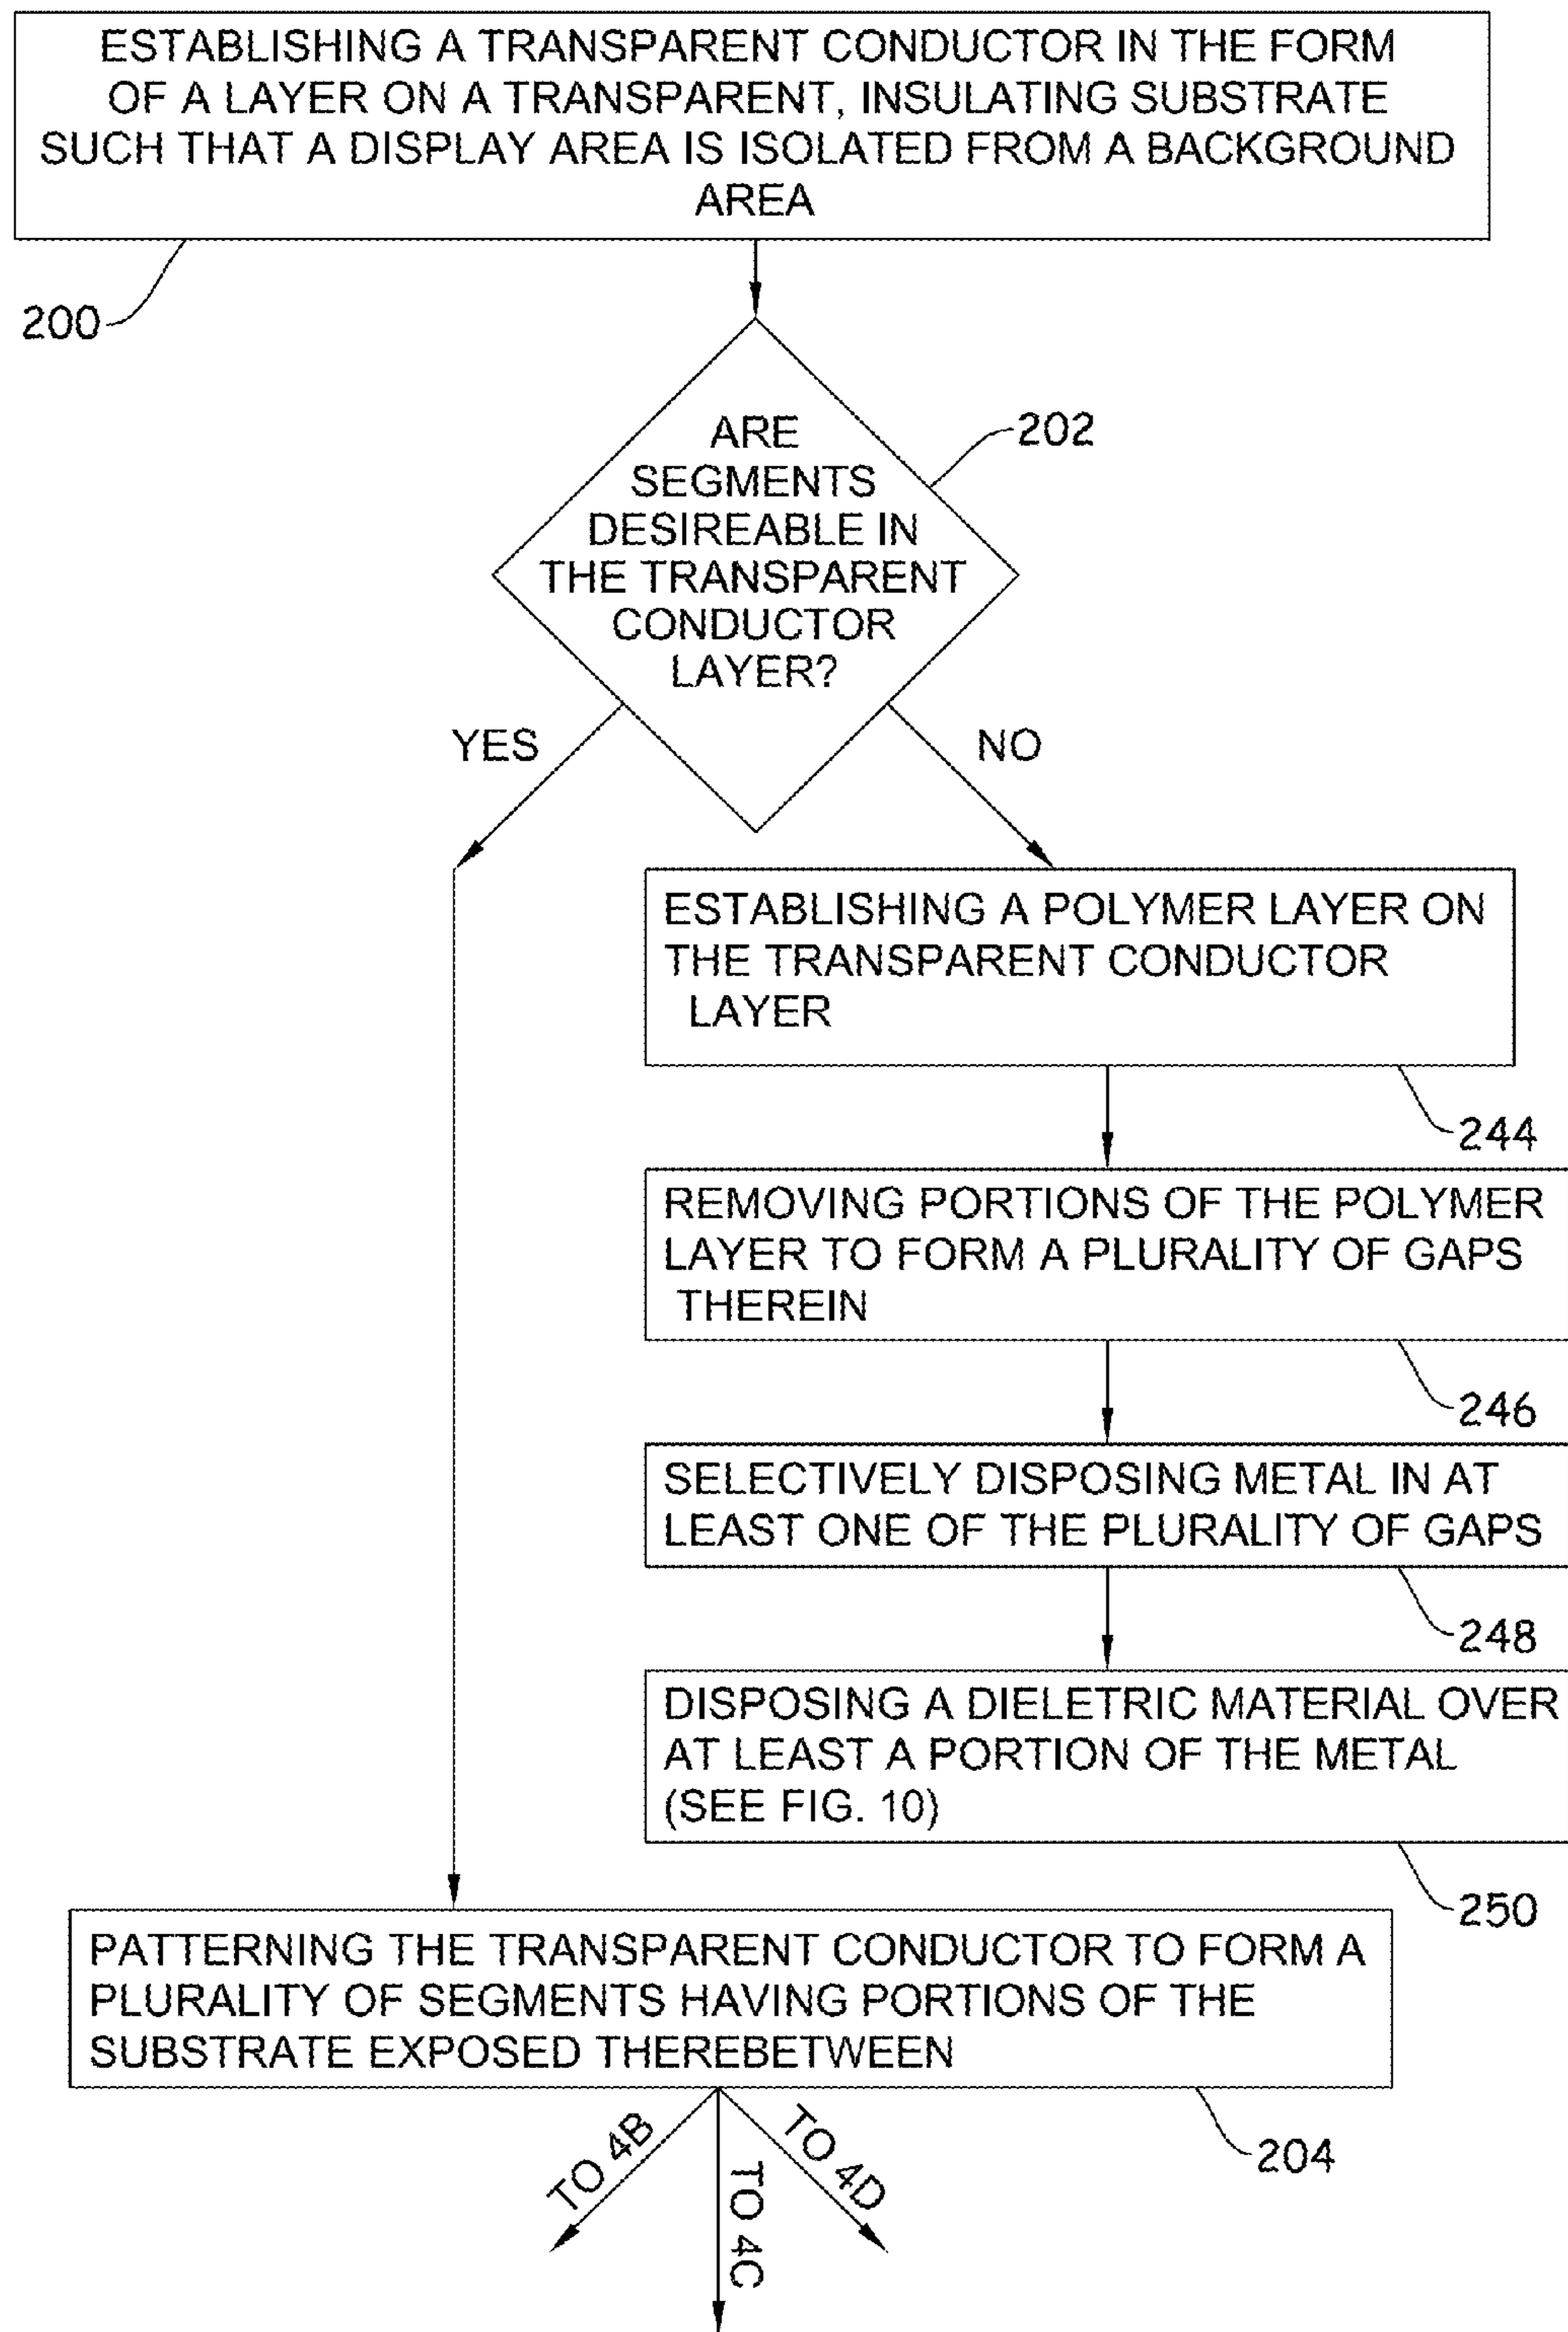 ESTABLISHING A TRANSPARENT CONDUCTOR IN THE FORM
OF A LAYER ON A TRANSPARENT, INSULATING SUBSTRATE
SUCH THAT A DISPLAY AREA IS ISOLATED FROM A BACKGROUND
AREA
200
ARE
SEGMENTS
DESIREABLE IN
THE TRANSPARENT
CONDUCTOR
LAYER?
202
YES
NO
ESTABLISHING A POLYMER LAYER ON
THE TRANSPARENT CONDUCTOR
LAYER
244
REMOVING PORTIONS OF THE POLYMER
LAYER TO FORM A PLURALITY OF GAPS
THEREIN
246
SELECTIVELY DISPOSING METAL IN AT
LEAST ONE OF THE PLURALITY OF GAPS
248
DISPOSING A DIELETRIC MATERIAL OVER
AT LEAST A PORTION OF THE METAL
(SEE FIG. 10)
250
PATTERNING THE TRANSPARENT CONDUCTOR TO FORM A
PLURALITY OF SEGMENTS HAVING PORTIONS OF THE
SUBSTRATE EXPOSED THEREBETWEEN
204
TO 4B
TO 4C
TO 4D